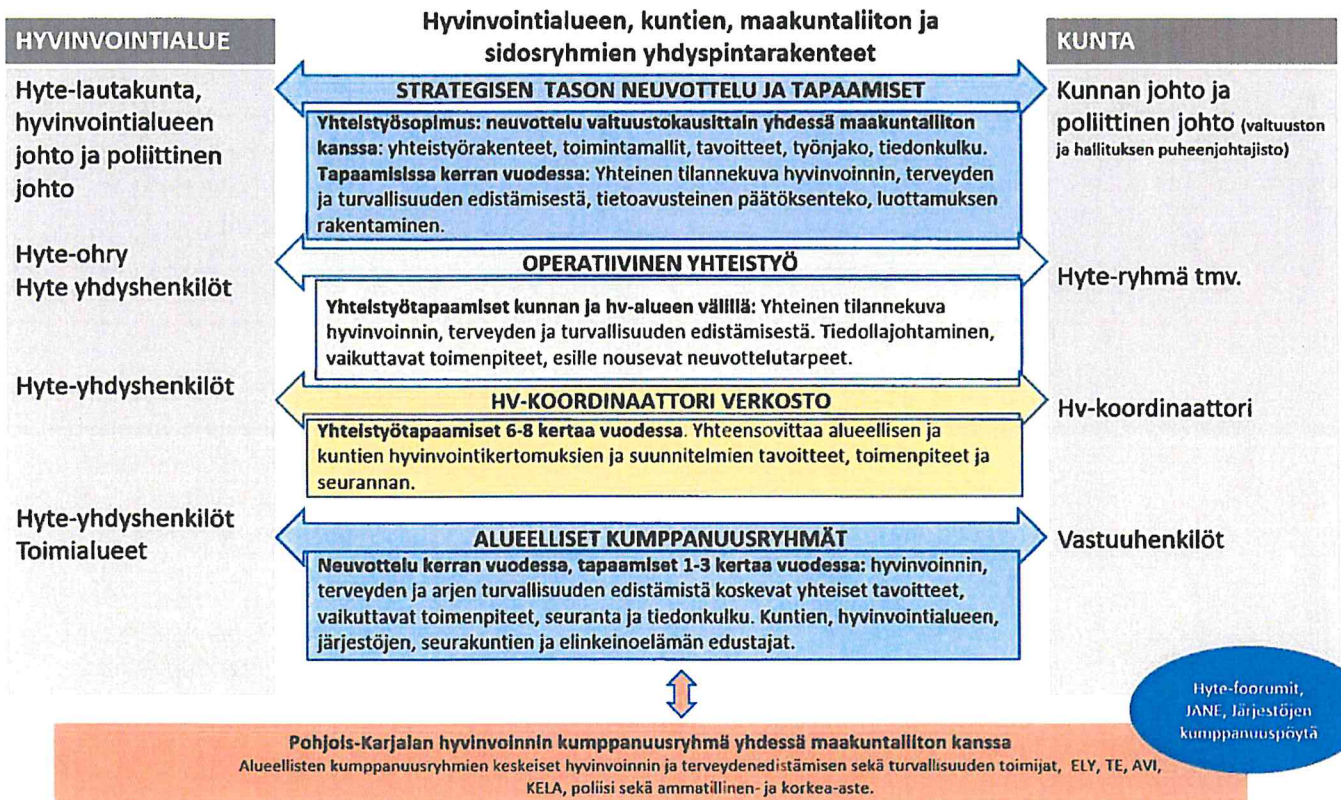 Hyvinvointialueen, kuntien, maakuntaliiton ja
sidosryhmien yhdyspintarakenteet
HYVINVOINTIALUE
KUNTA
Hyte-lautakunta,
hyvinvointialueen
johto ja poliittinen
johto
STRATEGISEN TASON NEUVOTTELU JA TAPAAMISET
Yhteistyösopimus: neuvottelu valtuustokausittain yhdessä maakuntaliiton
kanssa: yhteistyörakenteet, toimintamallit, tavoitteet, työnjako, tiedonkulku.
Tapaamisissa kerran vuodessa: Yhteinen tilannekuva hyvinvoinnin, terveyden
ja turvallisuuden edistämisestä, tietoavusteinen päätöksenteko, luottamuksen
rakentaminen.
Kunnan johto ja
poliittinen johto (valtuuston
ja hallituksen puheenjohtajisto)
Hyte-ohry
Hyte yhdyshenkilöt
OPERATIIVINEN YHTEISTYÖ
Yhteistyötapaamiset kunnan ja hv-alueen välillä: Yhteinen tilannekuva
hyvinvoinnin, terveyden ja turvallisuuden edistämisestä. Tiedollajohtaminen,
vaikuttavat toimenpiteet, esille nousevat neuvottelutarpeet.
Hyte-ryhmä tmv.
Hyte-yhdyshenkilöt
HV-KOORDINAATTORI VERKOSTO
Yhteistyötapaamiset 6-8 kertaa vuodessa. Yhteensovittaa alueellisen ja
kuntien hyvinvointikertomuksien ja suunnitelmien tavoitteet, toimenpiteet ja
seurannan.
Hv-koordinaattori
Hyte-yhdyshenkilöt
Toimialueet
ALUEELLISET KUMPPANUUSRYHMÄT
Neuvottelu kerran vuodessa, tapaamiset 1-3 kertaa vuodessa: hyvinvoinnin,
terveyden ja arjen turvallisuuden edistämistä koskevat yhteiset tavoitteet,
vaikuttavat toimenpiteet, seuranta ja tiedonkulku. Kuntien, hyvinvointialueen,
järjestöjen, seurakuntien ja elinkeinoelämän edustajat.
Vastuuhenkilöt
Hyte-foorumit,
JANE, Järjestöjen
kumppanuuspöytä
Pohjois-Karjalan hyvinvoinnin kumppanuusryhmä yhdessä maakuntaliiton kanssa
Alueellisten kumppanuusryhmien keskeiset hyvinvoinnin ja terveydenedistämisen sekä turvallisuuden toimijat, ELY, TE, AVI,
KELA, poliisi sekä ammatillinen- ja korkea-aste.